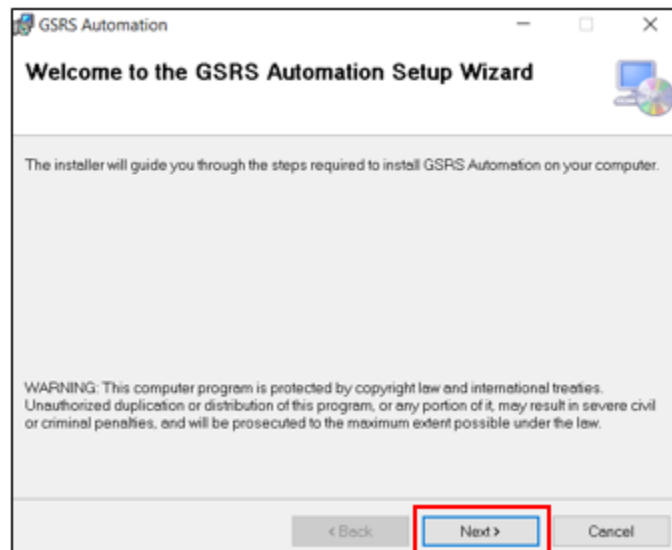 GSRS Automation
Welcome to the GSRS Automation Setup Wizard
The installer will guide you through the steps required to install GSRS Automation on your computer.
WARNING: This computer program is protected by copyright law and international treaties.
Unauthorized duplication or distribution of this program, or any portion of it, may result in severe civil
or criminal penalties, and will be prosecuted to the maximum extent possible under the law.
< Back Next > Cancel